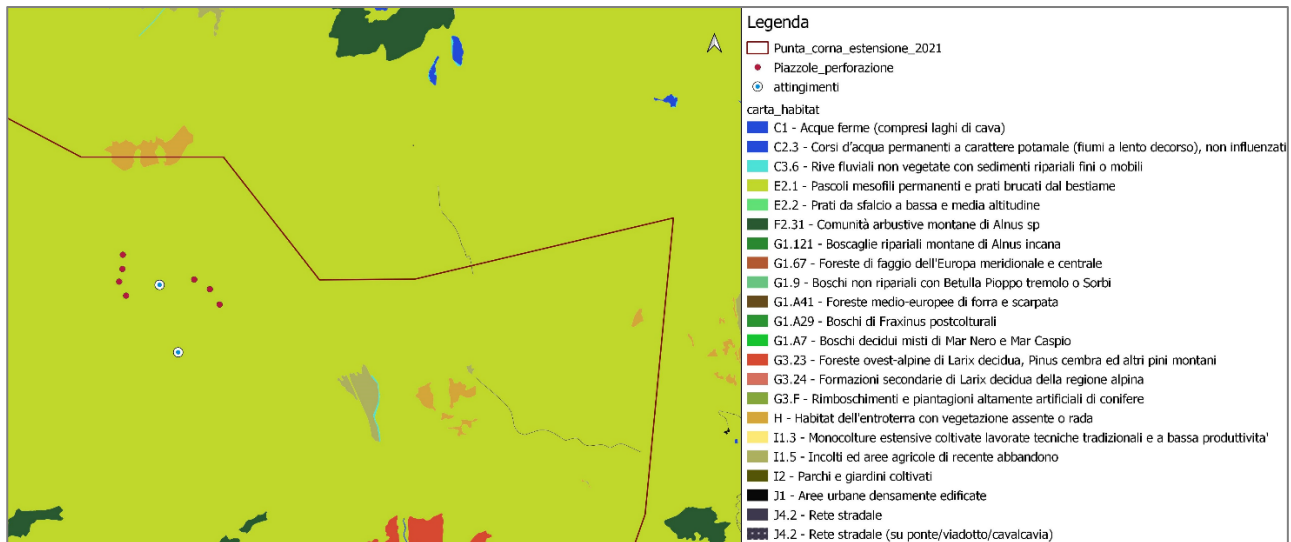 Legenda
Punta_corna_estensione_2021
Piazzole_perforazione
attingimenti
carta_habitat
C1 - Acque ferme (compresi laghi di cava)
C2.3 - Corsi d'acqua permanenti a carattere potamale (fiumi a lento decorso), non influenzati
C3.6 - Rive fluviali non vegetate con sedimenti ripariali fini o mobili
E2.1 - Pascoli mesofili permanenti e prati brucati dal bestiame
E2.2 - Prati da sfalcio a bassa e media altitudine
F2.31 - Comunità arbustive montane di Alnus sp
G1.121 - Boscaglie ripariali montane di Alnus incana
G1.67 - Foreste di faggio dell'Europa meridionale e centrale
G1.9 - Boschi non ripariali con Betulla Pioppo tremolo o Sorbi
G1.A41 - Foreste medio-europee di forra e scarpata
G1.A29 - Boschi di Fraxinus postcolturali
G1.A7 - Boschi decidui misti di Mar Nero e Mar Caspio
G3.23 - Foreste ovest-alpine di Larix decidua, Pinus cembra ed altri pini montani
G3.24 - Formazioni secondarie di Larix decidua della regione alpina
G3.F - Rimboschimenti e piantagioni altamente artificiali di conifere
H - Habitat dell'entroterra con vegetazione assente o rada
I1.3 - Monocolture estensive coltivate lavorate tecniche tradizionali e a bassa produttivita'
I1.5 - Incolti ed aree agricole di recente abbandono
I2 - Parchi e giardini coltivati
J1 - Aree urbane densamente edificate
J4.2 - Rete stradale
J4.2 - Rete stradale (su ponte/viadotto/cavalcavia)